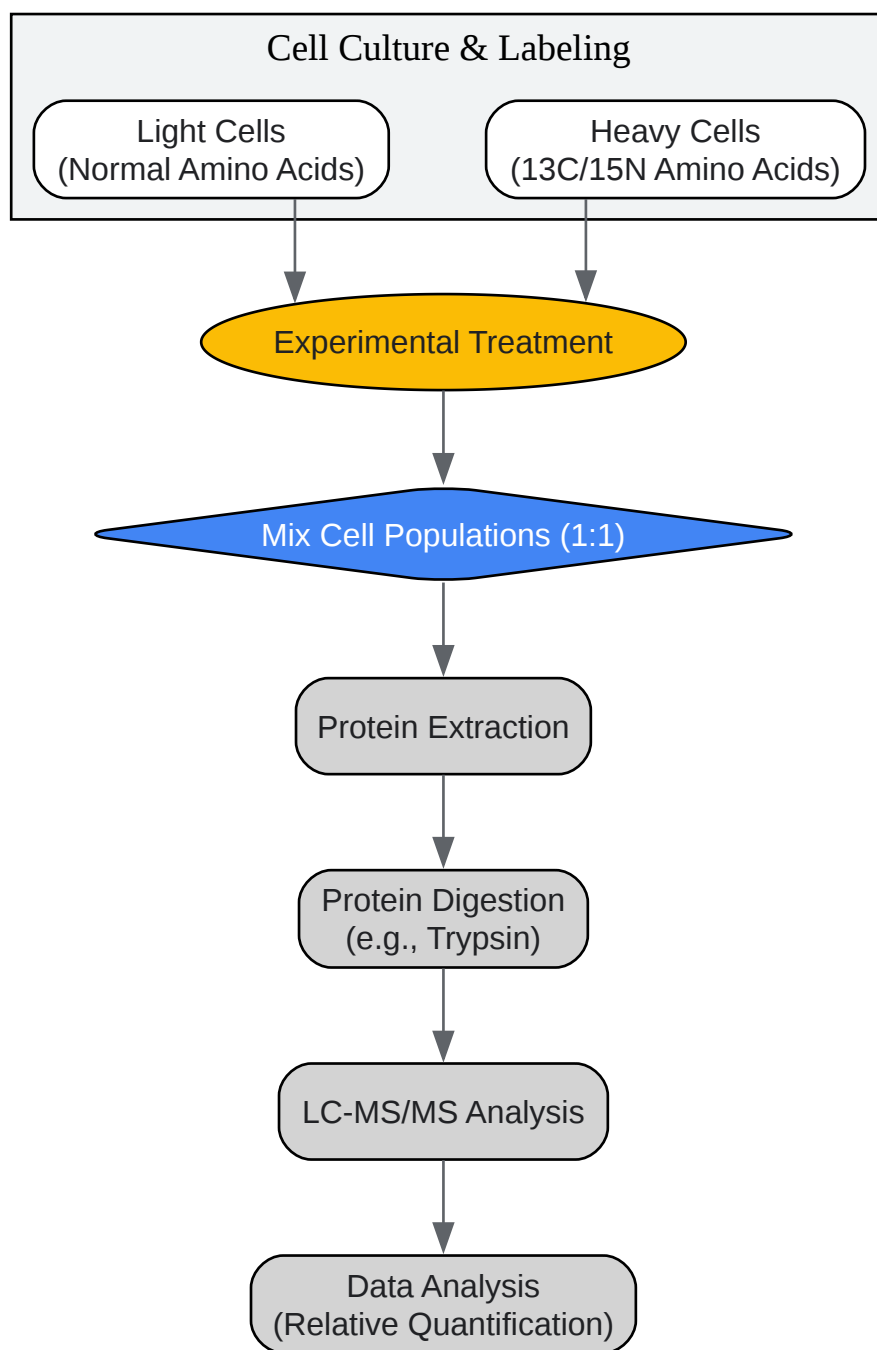 Cell Culture & Labeling
Light Cells
(Normal Amino Acids)
Heavy Cells
(13C/15N Amino Acids)
Experimental Treatment
Mix Cell Populations (1:1)
Protein Extraction
Protein Digestion
(e.g., Trypsin)
LC-MS/MS Analysis
Data Analysis
(Relative Quantification)